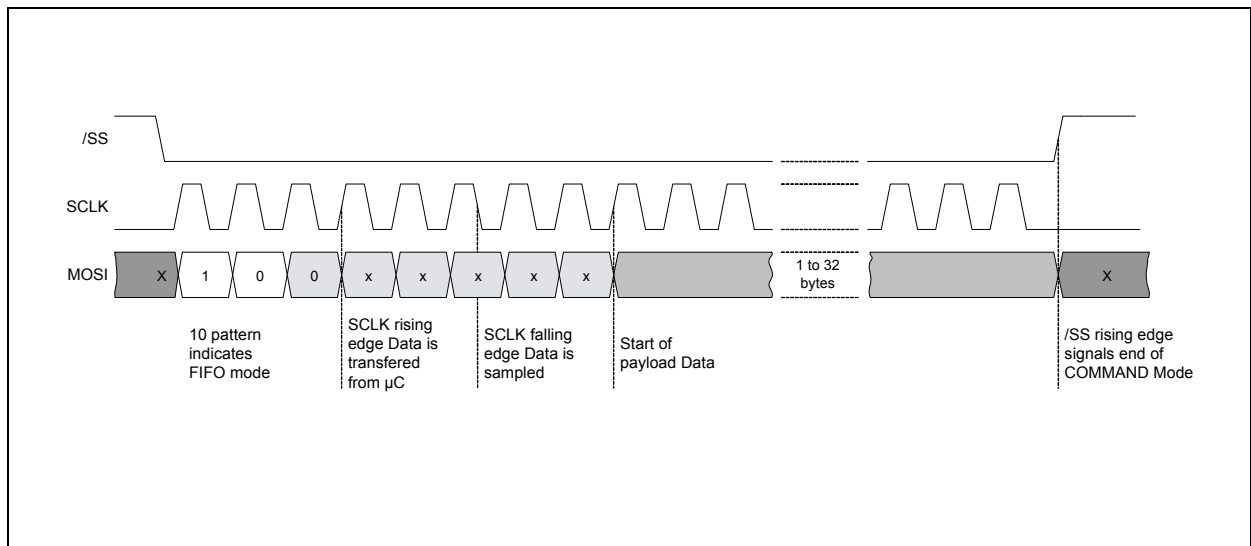 /SS
SCLK
MOSI
X
1
0
0
x
x
x
x
x
1 to 32
bytes
X
10 pattern
indicates
FIFO mode
SCLK rising
edge Data is
transfered
from µC
SCLK falling
edge Data is
sampled
Start of
payload Data
/SS rising edge
signals end of
COMMAND Mode